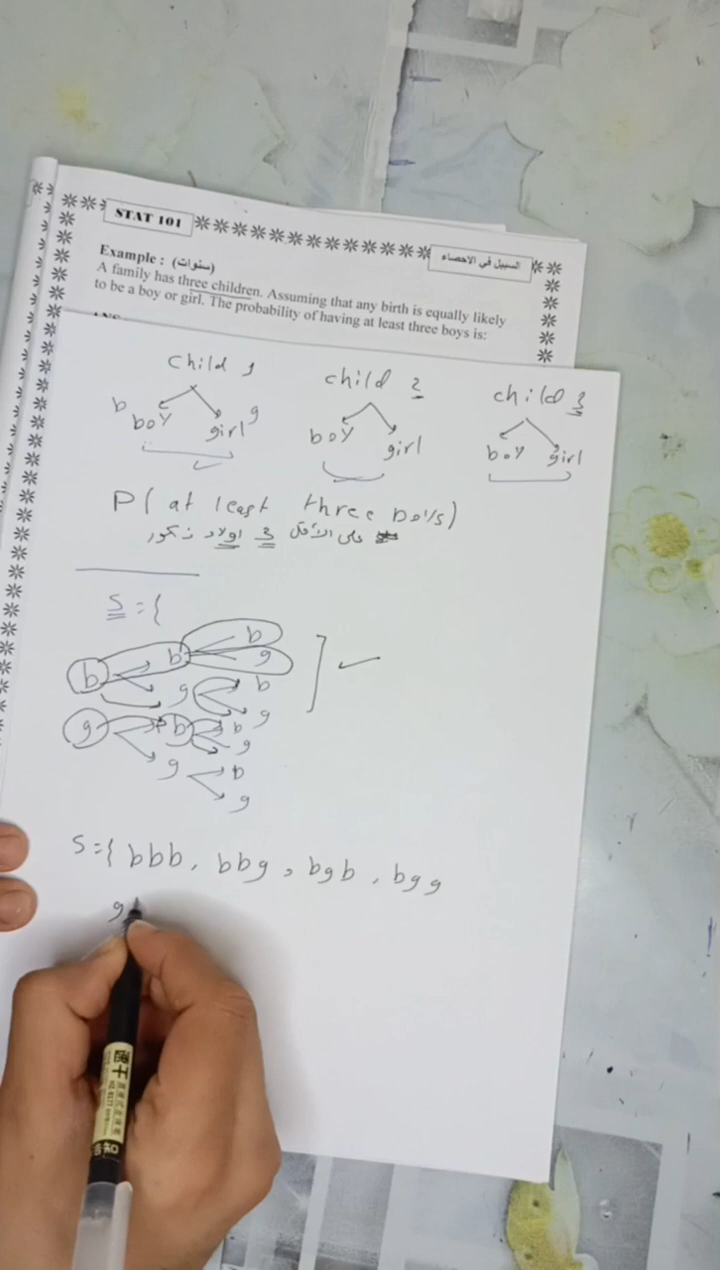 STAT 101
السبيل في الاحصاء
Example : (سنوات)
A family has three children. Assuming that any birth is equally likely
to be a boy or girl. The probability of having at least three boys is:
child 1
child 2
child 3
b boy girl g
boy girl
boy girl
P( at least three boys)
على الأقل 3 اولاد ذكور
S = {
b
b b g
g b
g
g b b
g
g b
g
S={ bbb, bbg, bgb, bgg
g
速干